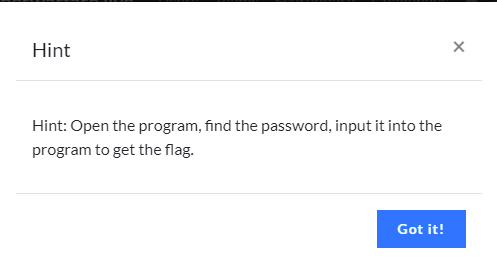 Hint
×
Hint: Open the program, find the password, input it into the
program to get the flag.
Got it!